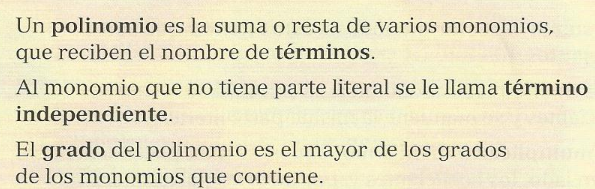 Un polinomio es la suma o resta de varios monomios,
que reciben el nombre de términos.
Al monomio que no tiene parte literal se le llama término
independiente.
El grado del polinomio es el mayor de los grados
de los monomios que contiene.